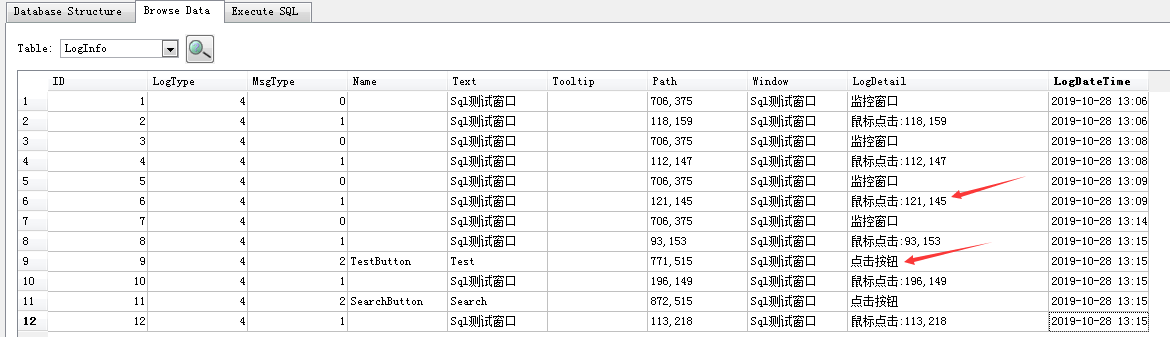 Database Structure Browse Data Execute SQL
Table: LogInfo
ID LogType MsgType Name Text Tooltip Path Window LogDetail LogDateTime
1 1 4 0 Sql测试窗口 706,375 Sql测试窗口 监控窗口 2019-10-28 13:06
2 2 4 1 Sql测试窗口 118,159 Sql测试窗口 鼠标点击:118,159 2019-10-28 13:06
3 3 4 0 Sql测试窗口 706,375 Sql测试窗口 监控窗口 2019-10-28 13:08
4 4 4 1 Sql测试窗口 112,147 Sql测试窗口 鼠标点击:112,147 2019-10-28 13:08
5 5 4 0 Sql测试窗口 706,375 Sql测试窗口 监控窗口 2019-10-28 13:09
6 6 4 1 Sql测试窗口 121,145 Sql测试窗口 鼠标点击:121,145 2019-10-28 13:09
7 7 4 0 Sql测试窗口 706,375 Sql测试窗口 监控窗口 2019-10-28 13:14
8 8 4 1 Sql测试窗口 93,153 Sql测试窗口 鼠标点击:93,153 2019-10-28 13:15
9 9 4 2 TestButton Test 771,515 Sql测试窗口 点击按钮 2019-10-28 13:15
10 10 4 1 Sql测试窗口 196,149 Sql测试窗口 鼠标点击:196,149 2019-10-28 13:15
11 11 4 2 SearchButton Search 872,515 Sql测试窗口 点击按钮 2019-10-28 13:15
12 12 4 1 Sql测试窗口 113,218 Sql测试窗口 鼠标点击:113,218 2019-10-28 13:15